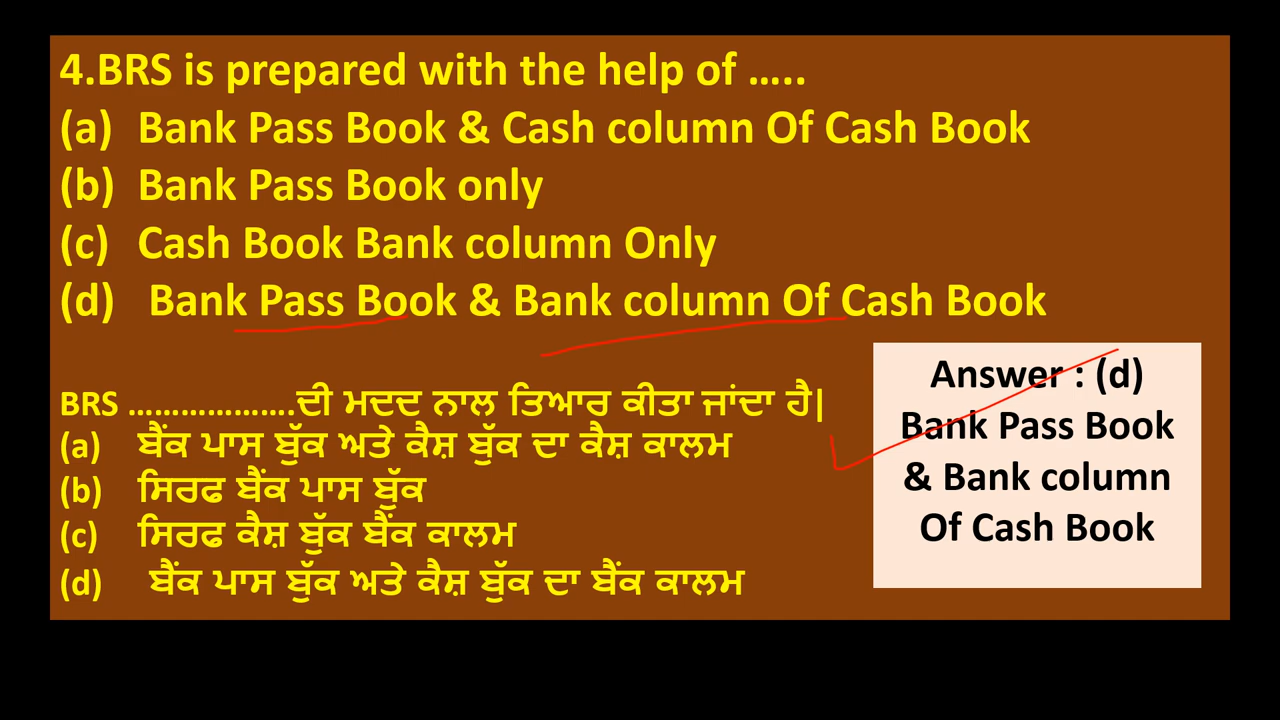 4.BRS is prepared with the help of …..
(a) Bank Pass Book & Cash column Of Cash Book
(b) Bank Pass Book only
(c) Cash Book Bank column Only
(d) Bank Pass Book & Bank column Of Cash Book
BRS ……………….ਦੀ ਮਦਦ ਨਾਲ ਤਿਆਰ ਕੀਤਾ ਜਾਂਦਾ ਹੈ|
(a) ਬੈਂਕ ਪਾਸ ਬੁੱਕ ਅਤੇ ਕੈਸ਼ ਬੁੱਕ ਦਾ ਕੈਸ਼ ਕਾਲਮ
(b) ਸਿਰਫ ਬੈਂਕ ਪਾਸ ਬੁੱਕ
(c) ਸਿਰਫ ਕੈਸ਼ ਬੁੱਕ ਬੈਂਕ ਕਾਲਮ
(d) ਬੈਂਕ ਪਾਸ ਬੁੱਕ ਅਤੇ ਕੈਸ਼ ਬੁੱਕ ਦਾ ਬੈਂਕ ਕਾਲਮ
Answer : (d)
Bank Pass Book
& Bank column
Of Cash Book